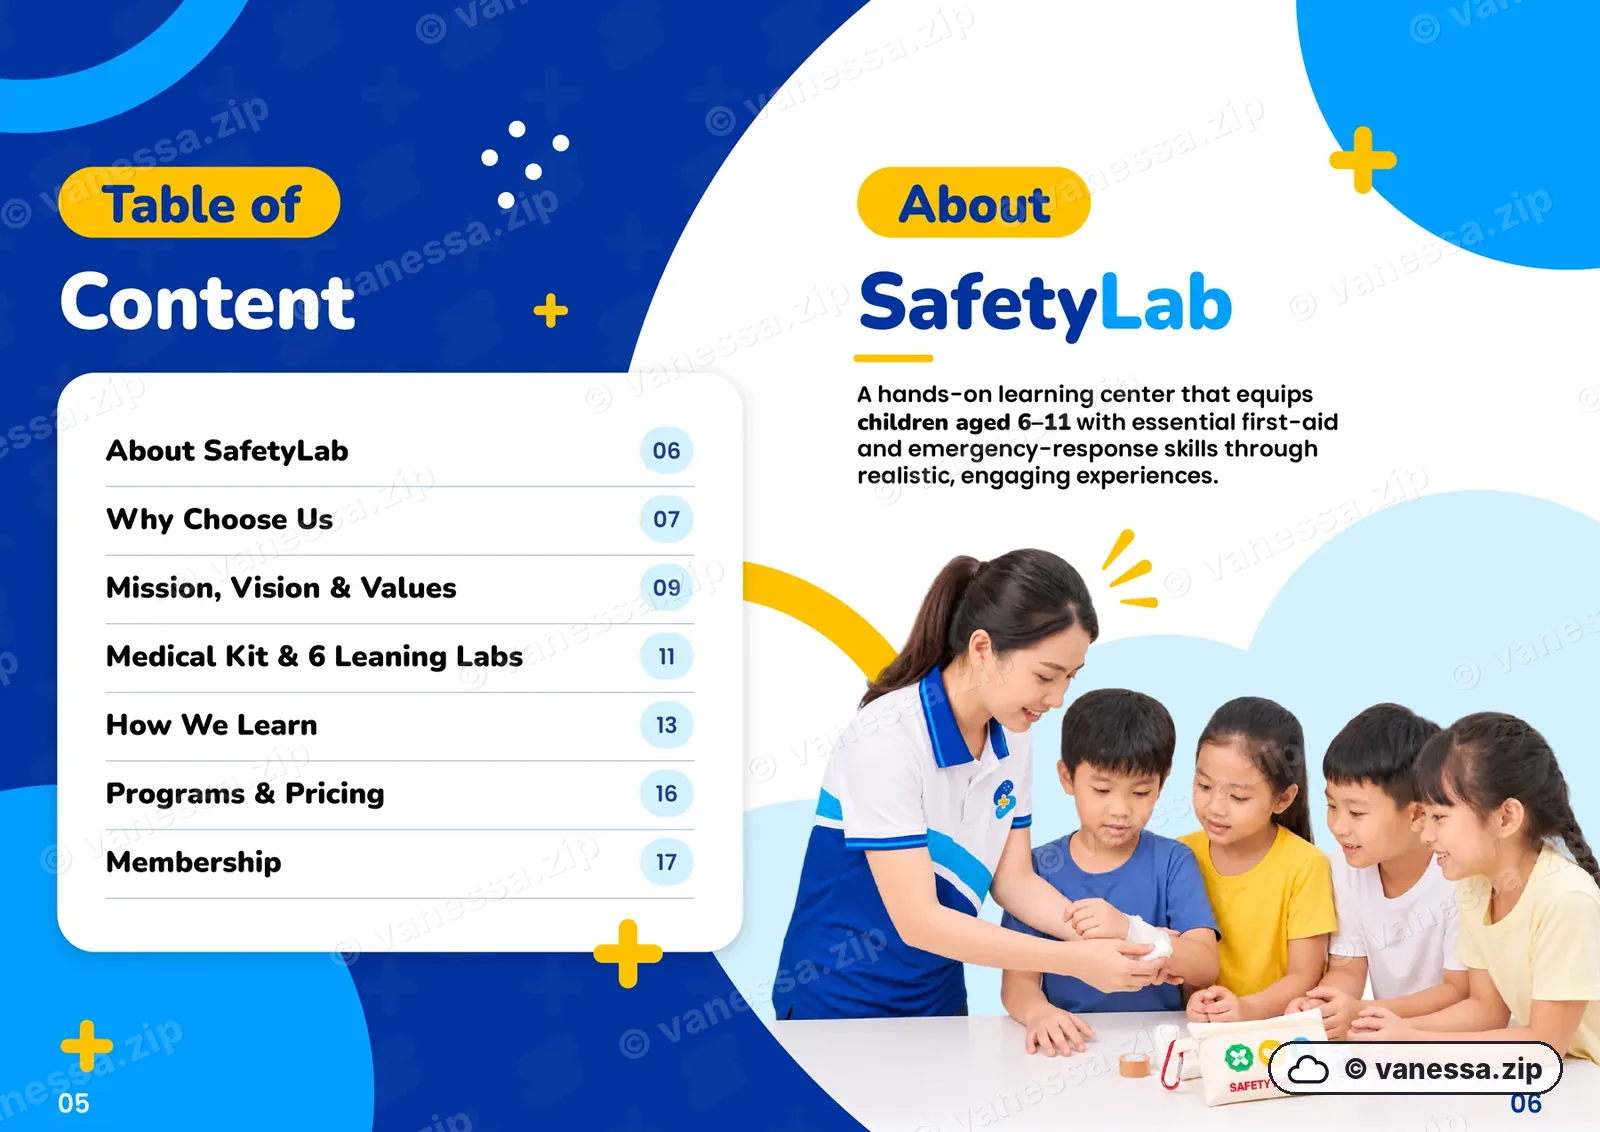 Table of
Content
About SafetyLab 06
Why Choose Us 07
Mission, Vision & Values 09
Medical Kit & 6 Leaning Labs 11
How We Learn 13
Programs & Pricing 16
Membership 17
05
About
SafetyLab
A hands-on learning center that equips
children aged 6–11 with essential first-aid
and emergency-response skills through
realistic, engaging experiences.
SAFETY
© vanessa.zip
06